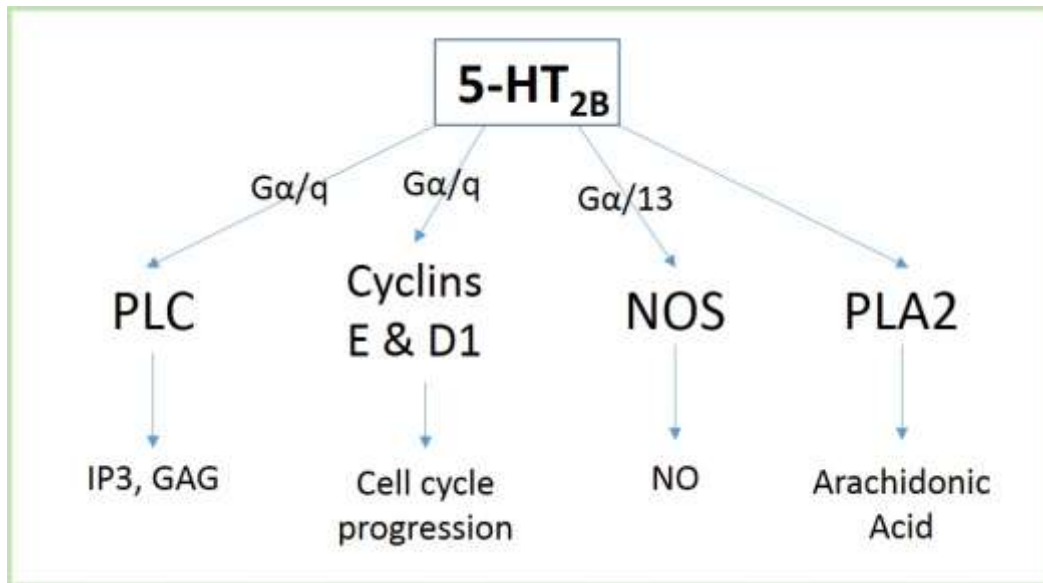 5-HT2B
Gα/q
Gα/q
Gα/13
PLC
Cyclins
E & D1
NOS
PLA2
IP3, GAG
Cell cycle
progression
NO
Arachidonic
Acid